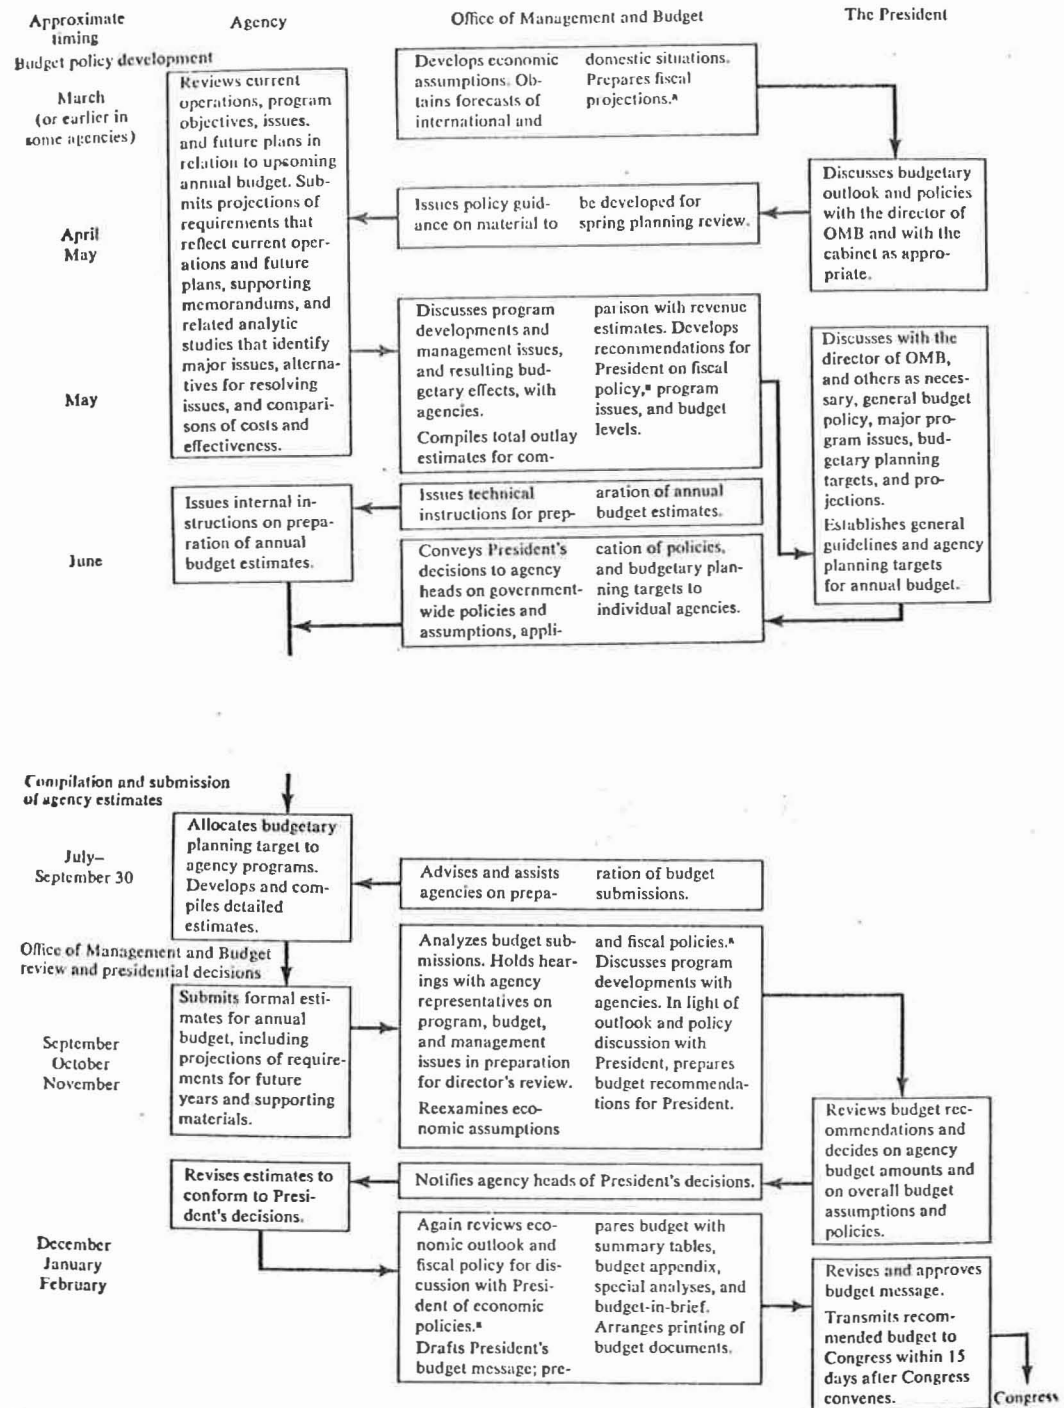 Approximate
timing
Agency
Office of Management and Budget
The President
Budget policy development
March
(or earlier in
some agencies)
Reviews current
operations, program
objectives, issues.
and future plans in
relation to upcoming
annual budget. Sub-
mits projections of
requirements that
reflect current oper-
ations and future
plans, supporting
memorandums, and
related analytic
studies that identify
major issues, alterna-
tives for resolving
issues, and compari-
sons of costs and
effectiveness.
Develops economic
assumptions. Ob-
tains forecasts of
international and
domestic situations.
Prepares fiscal
projections.ᴬ
Discusses budgetary
outlook and policies
with the director of
OMB and with the
cabinet as appro-
priate.
April
May
Issues policy guid-
ance on material to
be developed for
spring planning review.
May
Discusses program
developments and
management issues,
and resulting bud-
getary effects, with
agencies.
Compiles total outlay
estimates for com-
parison with revenue
estimates. Develops
recommendations for
President on fiscal
policy,ᴬ program
issues, and budget
levels.
Discusses with the
director of OMB,
and others as neces-
sary, general budget
policy, major pro-
gram issues, bud-
getary planning
targets, and pro-
jections.
Establishes general
guidelines and agency
planning targets
for annual budget.
June
Issues internal in-
structions on prepa-
ration of annual
budget estimates.
Issues technical
instructions for prep-
aration of annual
budget estimates.
Conveys President's
decisions to agency
heads on government-
wide policies and
assumptions, appli-
cation of policies,
and budgetary plan-
ning targets to
individual agencies.
Compilation and submission
of agency estimates
July–
September 30
Allocates budgetary
planning target to
agency programs.
Develops and com-
piles detailed
estimates.
Advises and assists
agencies on prepa-
ration of budget
submissions.
Office of Management and Budget
review and presidential decisions
September
October
November
Submits formal esti-
mates for annual
budget, including
projections of require-
ments for future
years and supporting
materials.
Analyzes budget sub-
missions. Holds hear-
ings with agency
representatives on
program, budget,
and management
issues in preparation
for director's review.
Reexamines eco-
nomic assumptions
and fiscal policies.ᴬ
Discusses program
developments with
agencies. In light of
outlook and policy
discussion with
President, prepares
budget recommenda-
tions for President.
Reviews budget rec-
ommendations and
decides on agency
budget amounts and
on overall budget
assumptions and
policies.
Revises estimates to
conform to Presi-
dent's decisions.
Notifies agency heads of President's decisions.
December
January
February
Again reviews eco-
nomic outlook and
fiscal policy for dis-
cussion with Presi-
dent of economic
policies.ᴬ
Drafts President's
budget message; pre-
pares budget with
summary tables,
budget appendix,
special analyses, and
budget-in-brief.
Arranges printing of
budget documents.
Revises and approves
budget message.
Transmits recom-
mended budget to
Congress within 15
days after Congress
convenes.
Congress